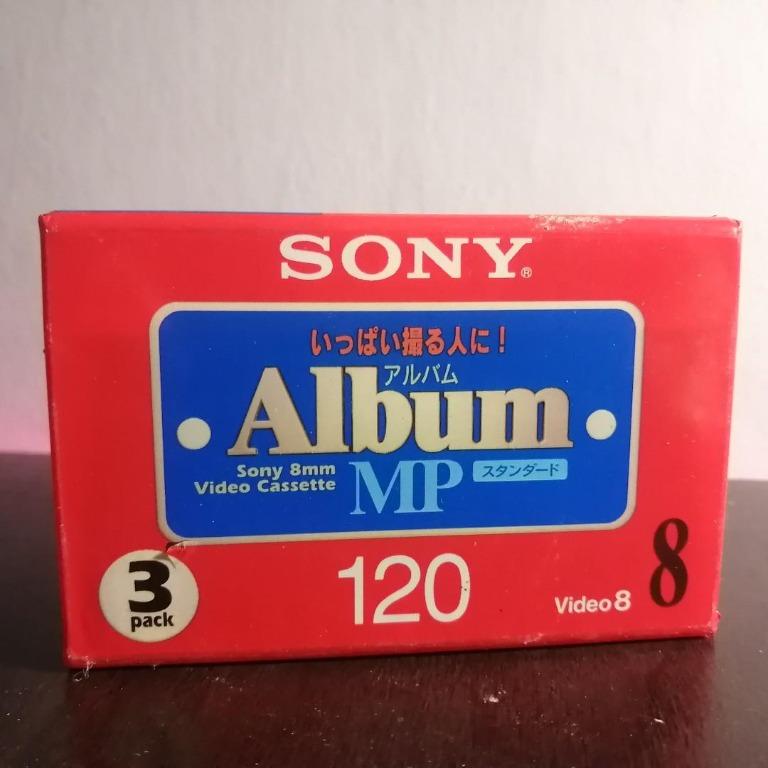 SONY®
いっぱい撮る人に!
アルバム
Album
Sony 8mm
Video Cassette
MP スタンダード
3
pack
120
Video 8
8